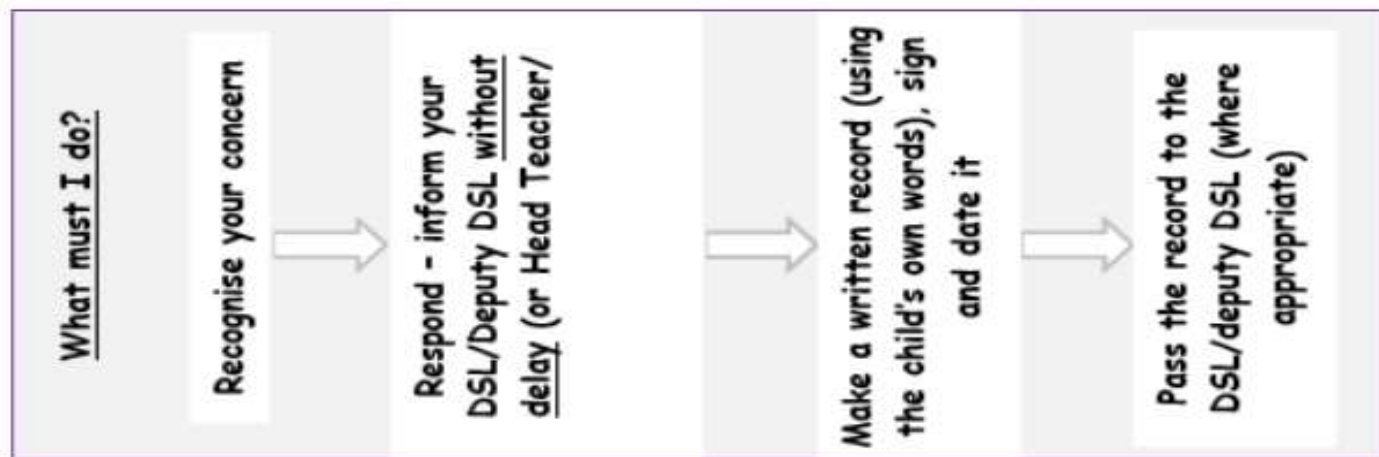 What must I do?
Recognise your concern
Respond - inform your
DSL/Deputy DSL without
delay (or Head Teacher/
Make a written record (using
the child's own words), sign
and date it
Pass the record to the
DSL/deputy DSL (where
appropriate)